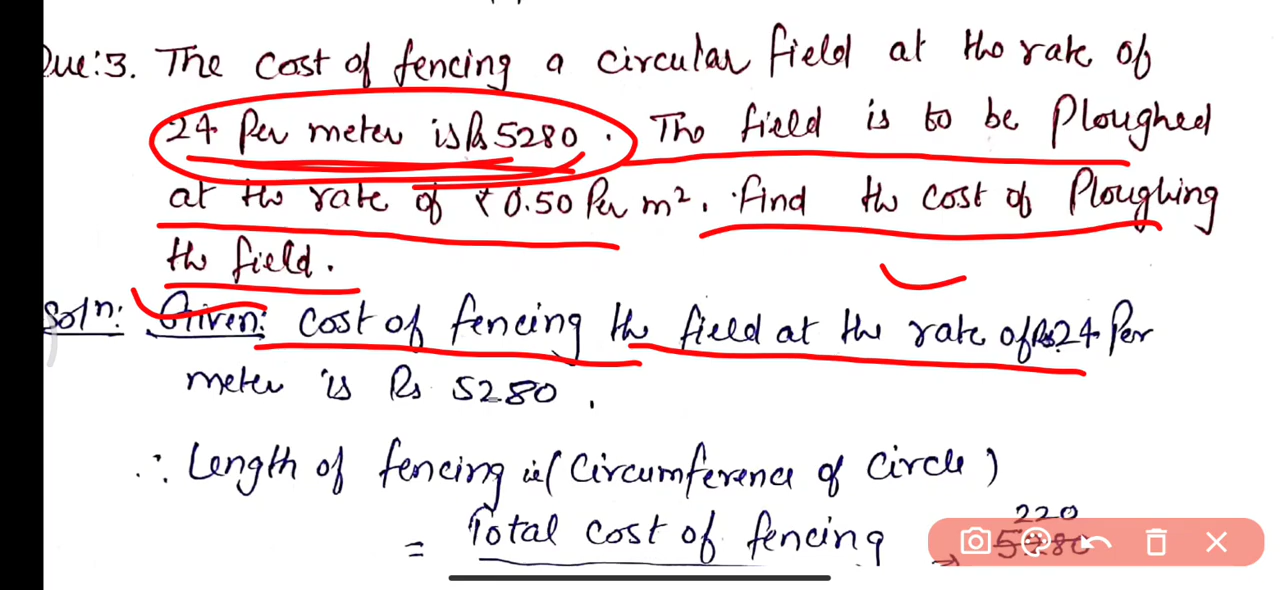 Que:3. The cost of fencing a circular field at the rate of
24 Per meter is Rs 5280. The field is to be Ploughed
at the rate of ₹0.50 Per m². find the cost of Ploughing
the field.
Soln: Given: cost of fencing the field at the rate of Rs.24 Per
meter is Rs 5280.
∴ Length of fencing ie (Circumference of circle)
= Total cost of fencing → 5280
220